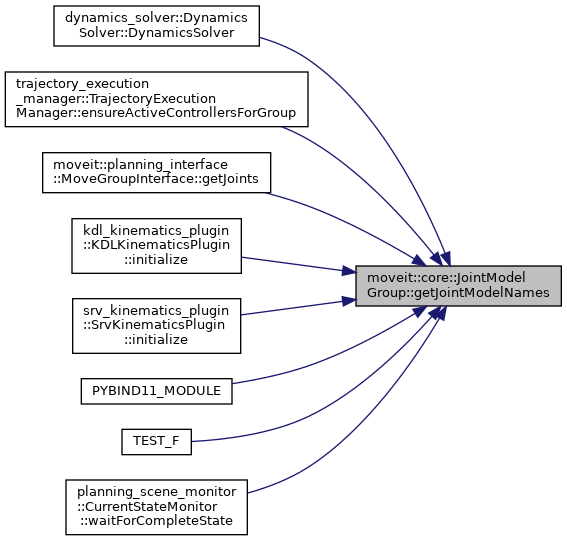 dynamics_solver::Dynamics
Solver::DynamicsSolver
trajectory_execution
_manager::TrajectoryExecution
Manager::ensureActiveControllersForGroup
moveit::planning_interface
::MoveGroupInterface::getJoints
kdl_kinematics_plugin
::KDLKinematicsPlugin
::initialize
moveit::core::JointModel
Group::getJointModelNames
srv_kinematics_plugin
::SrvKinematicsPlugin
::initialize
PYBIND11_MODULE
TEST_F
planning_scene_monitor
::CurrentStateMonitor
::waitForCompleteState